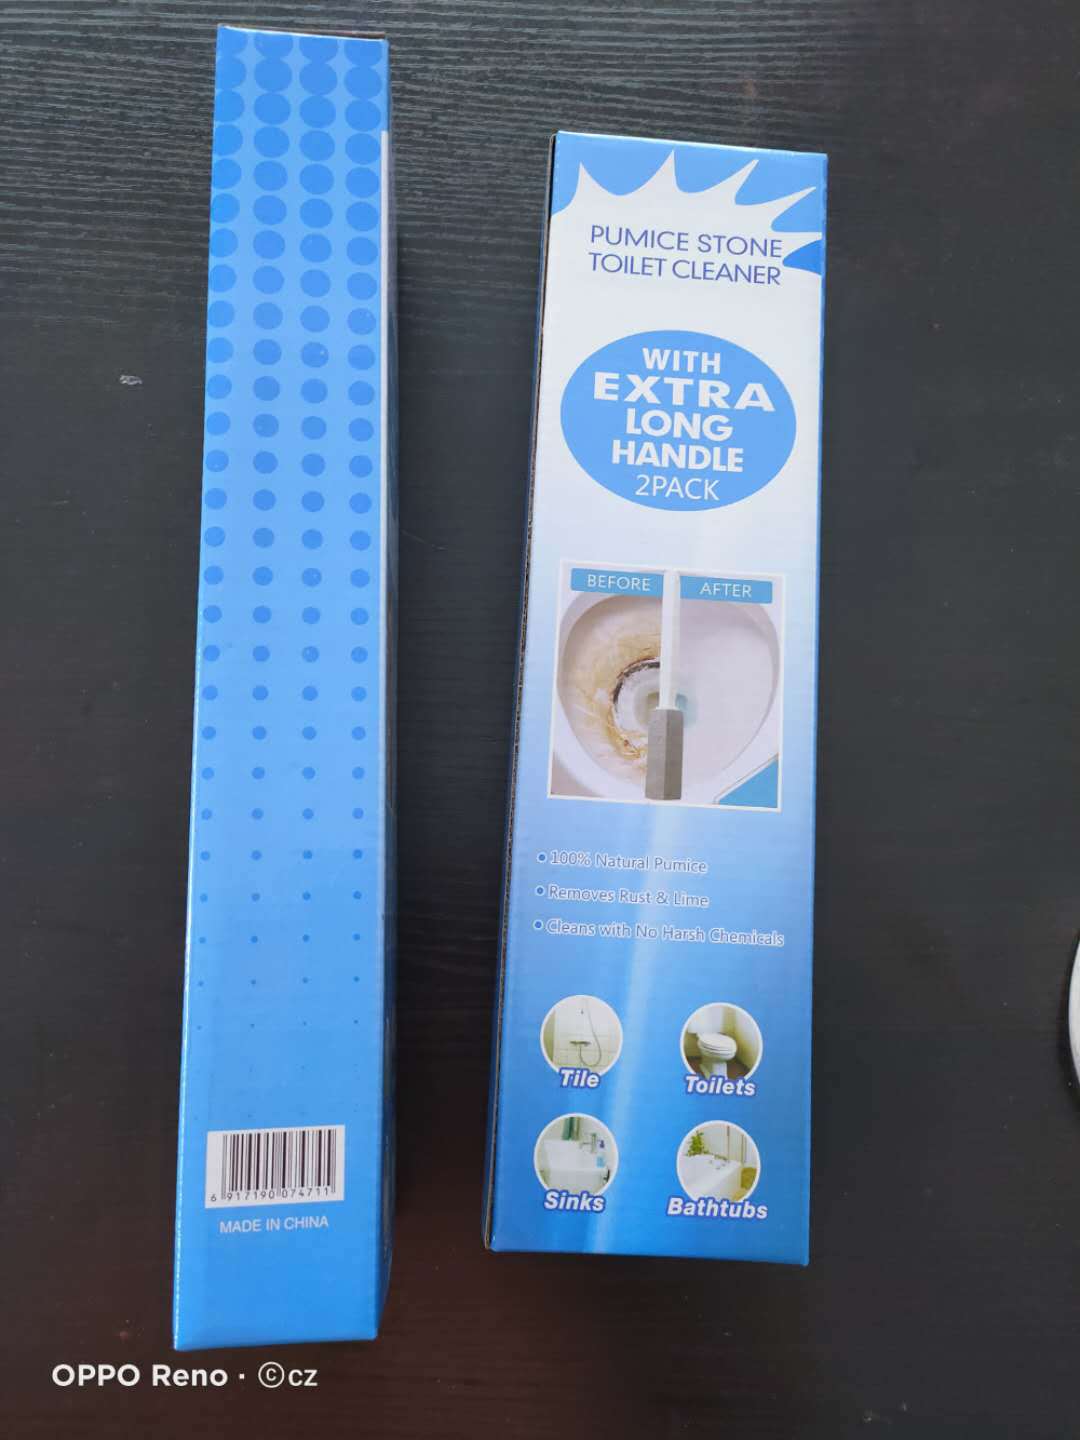 PUMICE STONE
TOILET CLEANER
WITH
EXTRA
LONG
HANDLE
2PACK
BEFORE
AFTER
• 100% Natural Pumice
• Removes Rust & Lime
• Cleans with No Harsh Chemicals
Tile
Toilets
Sinks
Bathtubs
6 917190 074711
MADE IN CHINA
OPPO Reno · ©cz